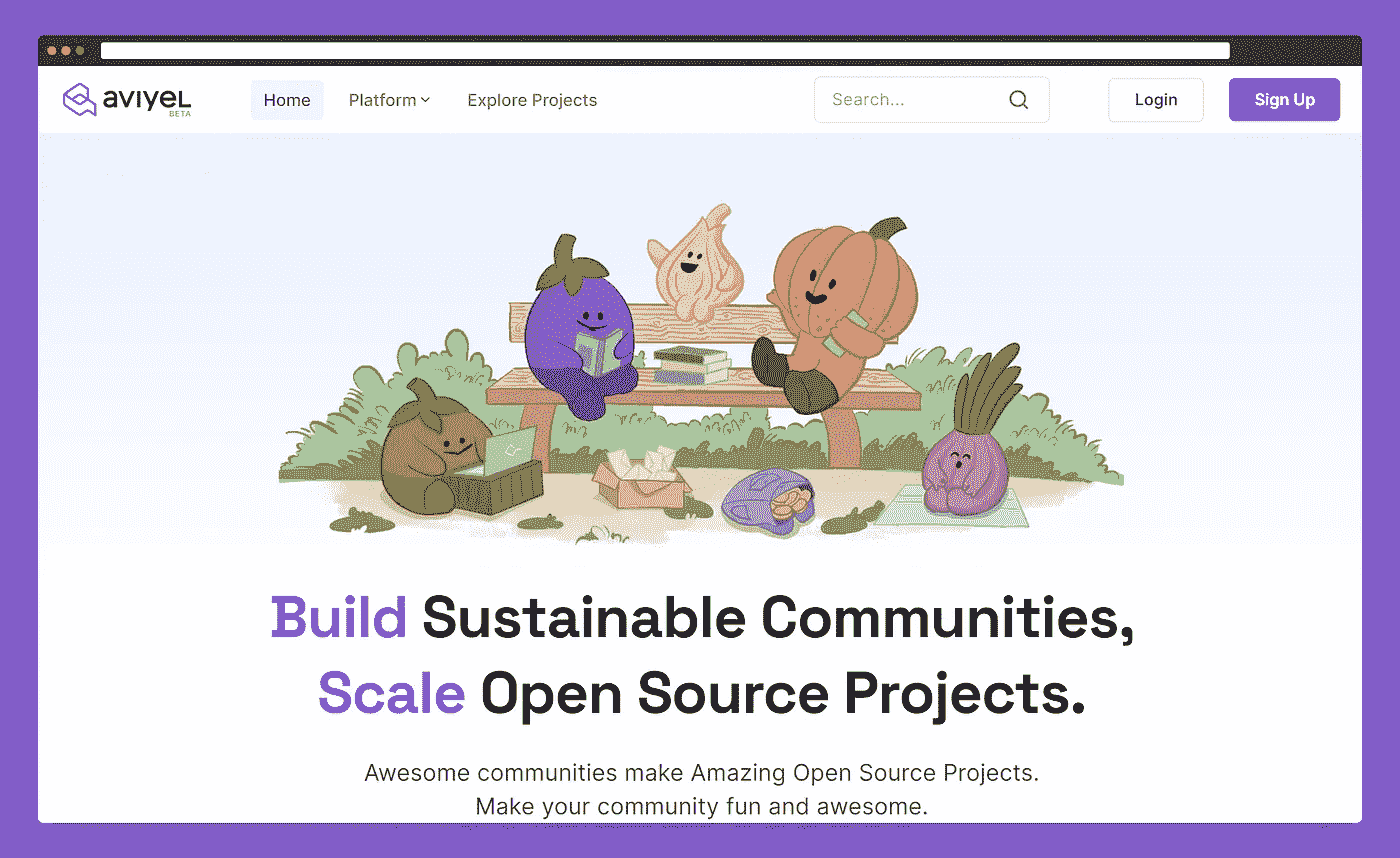 aviyel
BETA
Home
Platform
Explore Projects
Search...
Login
Sign Up
Build Sustainable Communities,
Scale Open Source Projects.
Awesome communities make Amazing Open Source Projects.
Make your community fun and awesome.